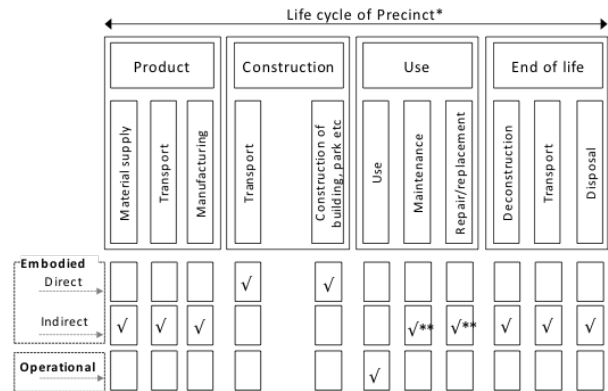 Life cycle of Precinct*
Product
Construction
Use
End of life
Material supply
Transport
Manufacturing
Transport
Construction of
building, park etc
Use
Maintenance
Repair/replacement
Deconstruction
Transport
Disposal
Embodied
Direct √ √
Indirect √ √ √ √** √** √ √ √
Operational √